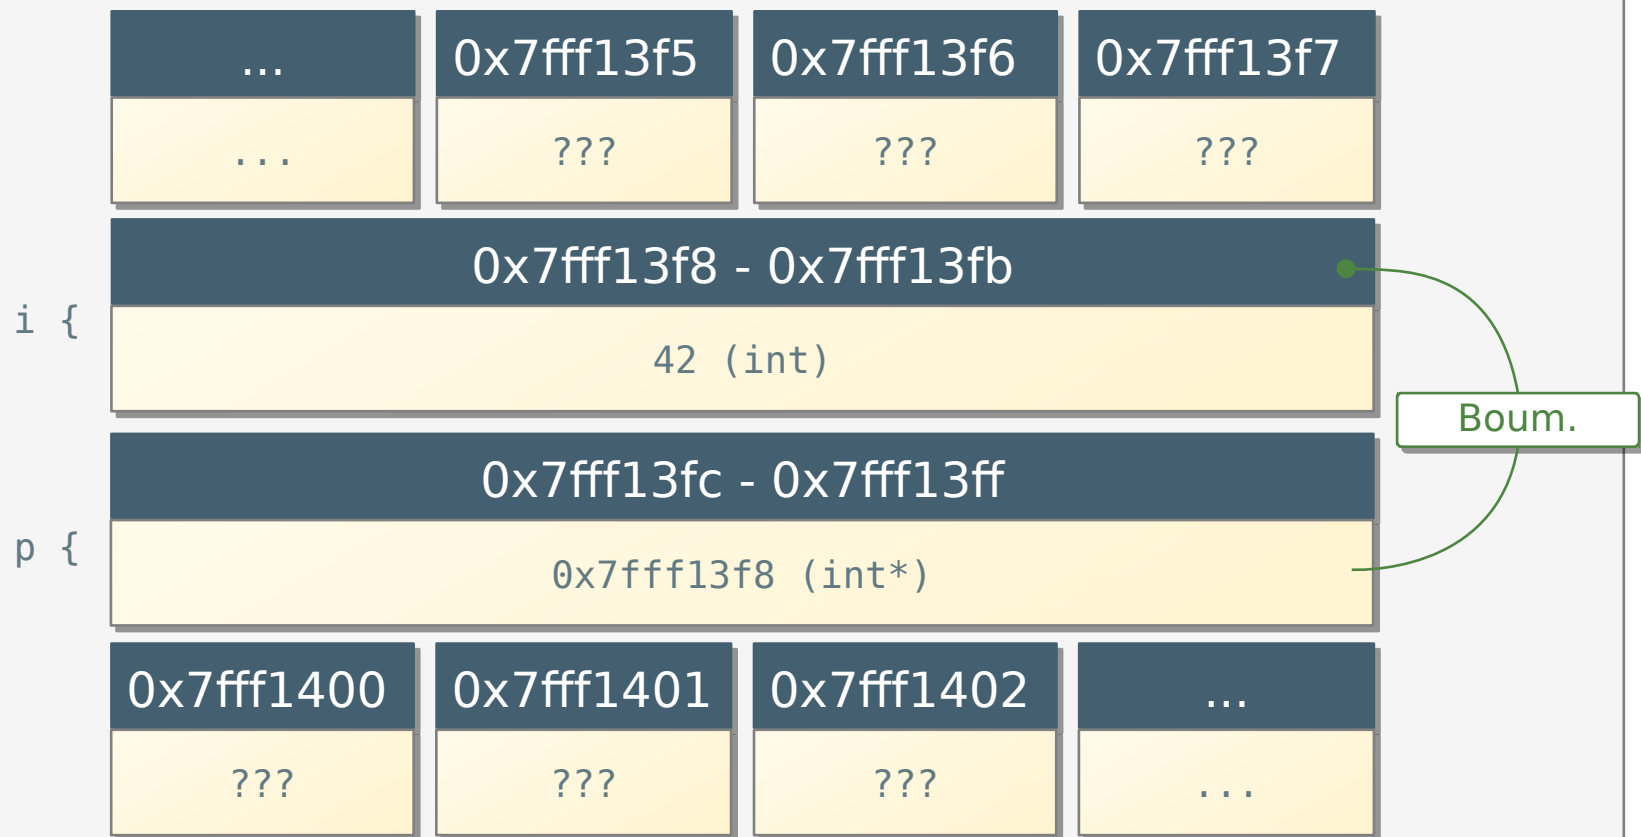 ... 0x7fff13f5 0x7fff13f6 0x7fff13f7
... ??? ??? ???
0x7fff13f8 - 0x7fff13fb
i {
42 (int)
Boum.
0x7fff13fc - 0x7fff13ff
p {
0x7fff13f8 (int*)
0x7fff1400 0x7fff1401 0x7fff1402 ...
??? ??? ??? ...